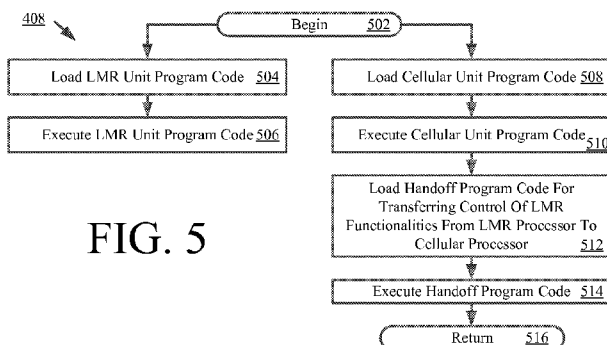 408
Begin 502
Load LMR Unit Program Code 504
Execute LMR Unit Program Code 506
Load Cellular Unit Program Code 508
Execute Cellular Unit Program Code 510
Load Handoff Program Code For
Transferring Control Of LMR
Functionalities From LMR Processor To
Cellular Processor 512
Execute Handoff Program Code 514
Return 516
FIG. 5